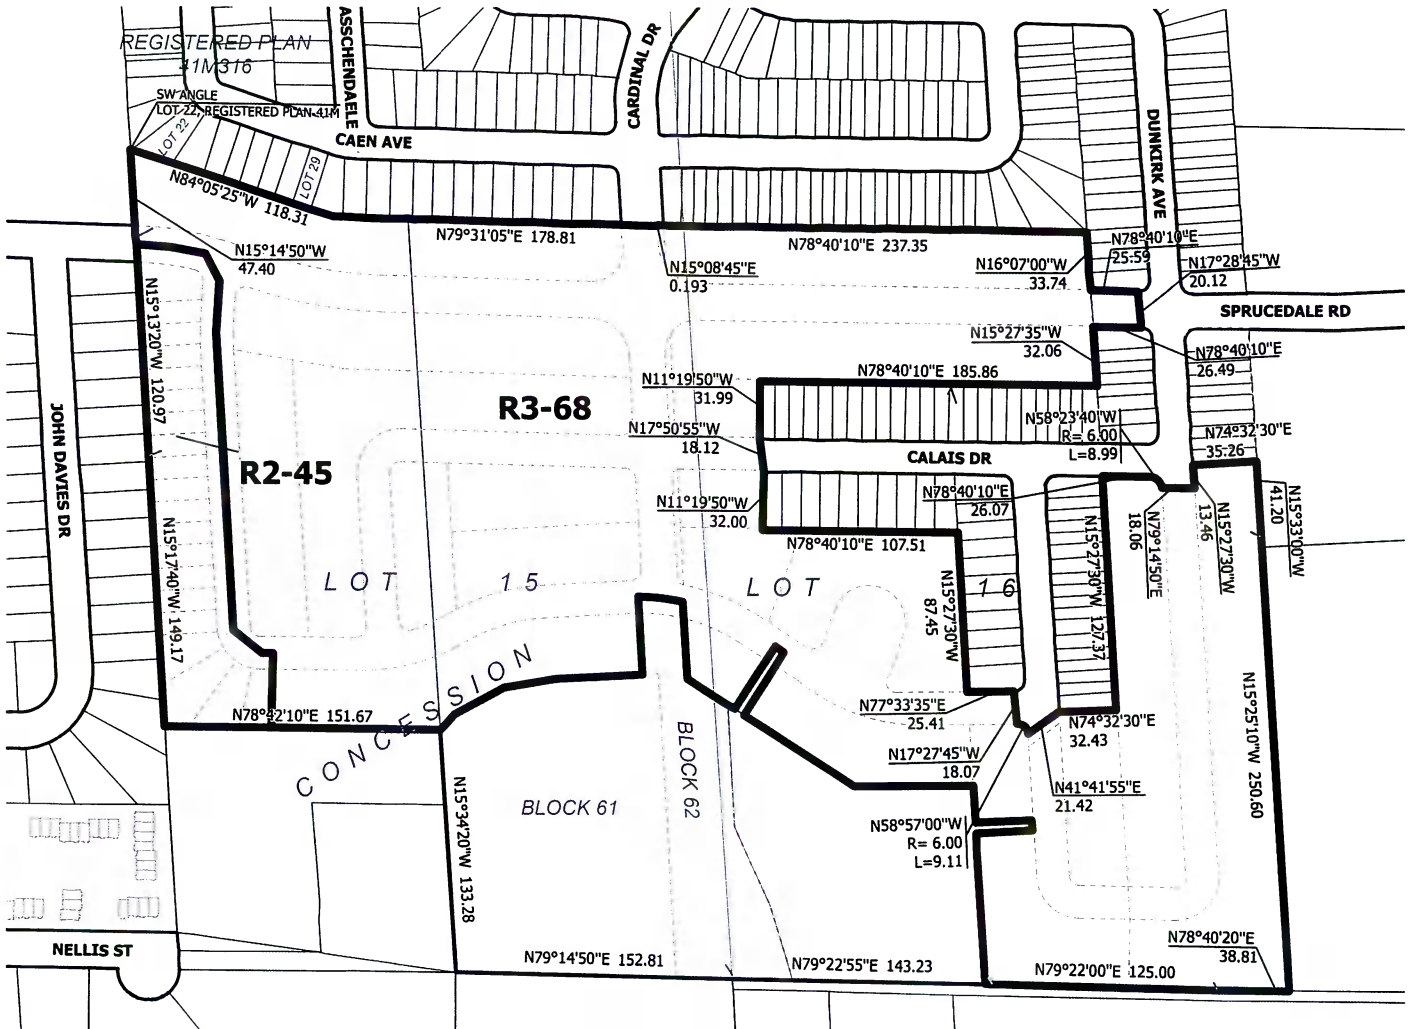 REGISTERED PLAN
41M316
SW ANGLE
LOT 22, REGISTERED PLAN 41M
LOT 22
LOT 29
ASSCHENDAELE
CARDINAL DR
CAEN AVE
DUNKIRK AVE
N84°05'25"W 118.31
N15°14'50"W
47.40
N79°31'05"E 178.81
N15°08'45"E
0.193
N78°40'10"E 237.35
N16°07'00"W
33.74
N78°40'10"E
25.59
N17°28'45"W
20.12
SPRUCEDALE RD
N15°13'20"W 120.97
N15°27'35"W
32.06
N78°40'10"E
26.49
N78°40'10"E 185.86
N11°19'50"W
31.99
R3-68
N58°23'40"W
R= 6.00
L=8.99
N74°32'30"E
35.26
JOHN DAVIES DR
N17°50'55"W
18.12
CALAIS DR
R2-45
N11°19'50"W
32.00
N78°40'10"E
26.07
N15°33'00"W
41.20
N15°27'30"W
13.46
N79°14'50"E
18.06
N15°27'30"W 127.37
N78°40'10"E 107.51
N15°17'40"W 149.17
LOT 15
LOT 16
N15°27'30"W
87.45
CONCESSION
N78°42'10"E 151.67
N77°33'35"E
25.41
N74°32'30"E
32.43
N15°25'10"W 250.60
N17°27'45"W
18.07
N41°41'55"E
21.42
BLOCK 62
BLOCK 61
N15°34'20"W 133.28
N58°57'00"W
R= 6.00
L=9.11
NELLIS ST
N79°14'50"E 152.81
N79°22'55"E 143.23
N79°22'00"E 125.00
N78°40'20"E
38.81